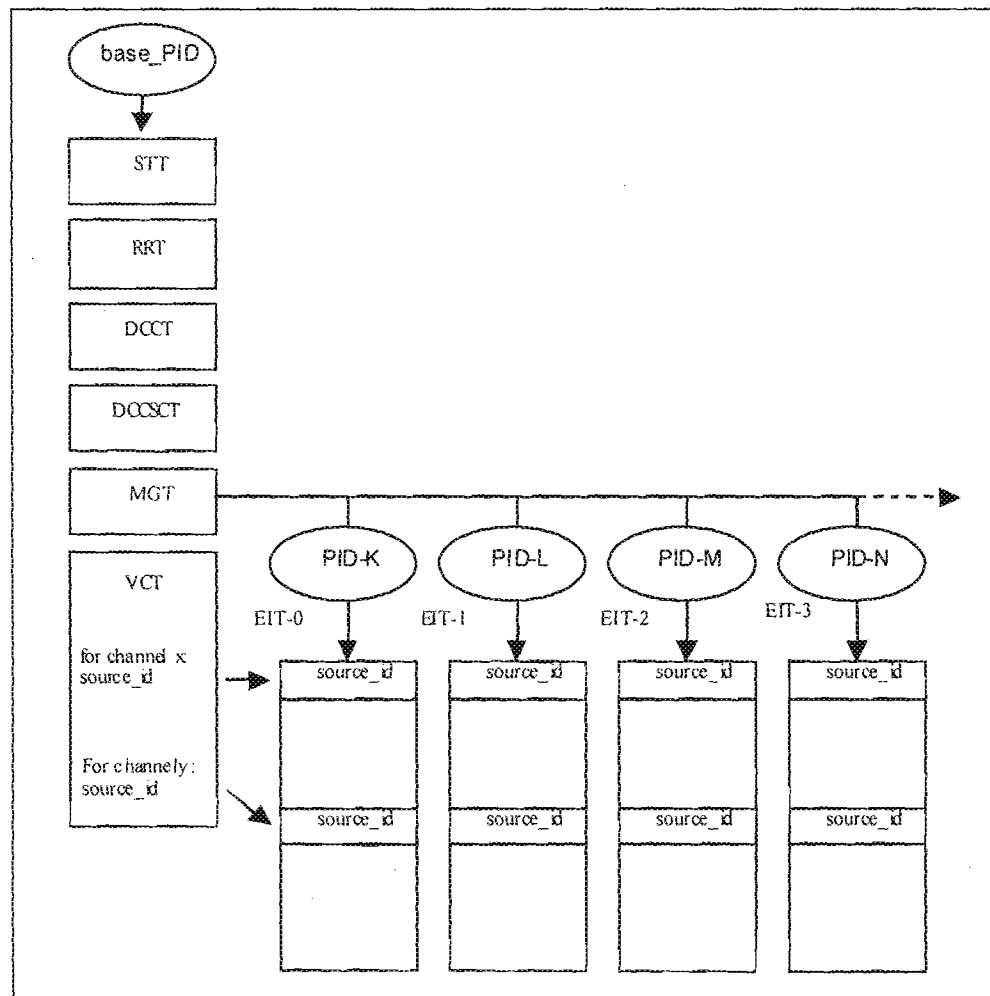 base_PID
STT
RRT
DCCT
DCCSCT
MGT
PID-K
PID-L
PID-M
PID-N
VCT
EIT-0
EIT-1
EIT-2
EIT-3
for channel x
source_id
source_id
source_id
source_id
source_id
For channely:
source_id
source_id
source_id
source_id
source_id